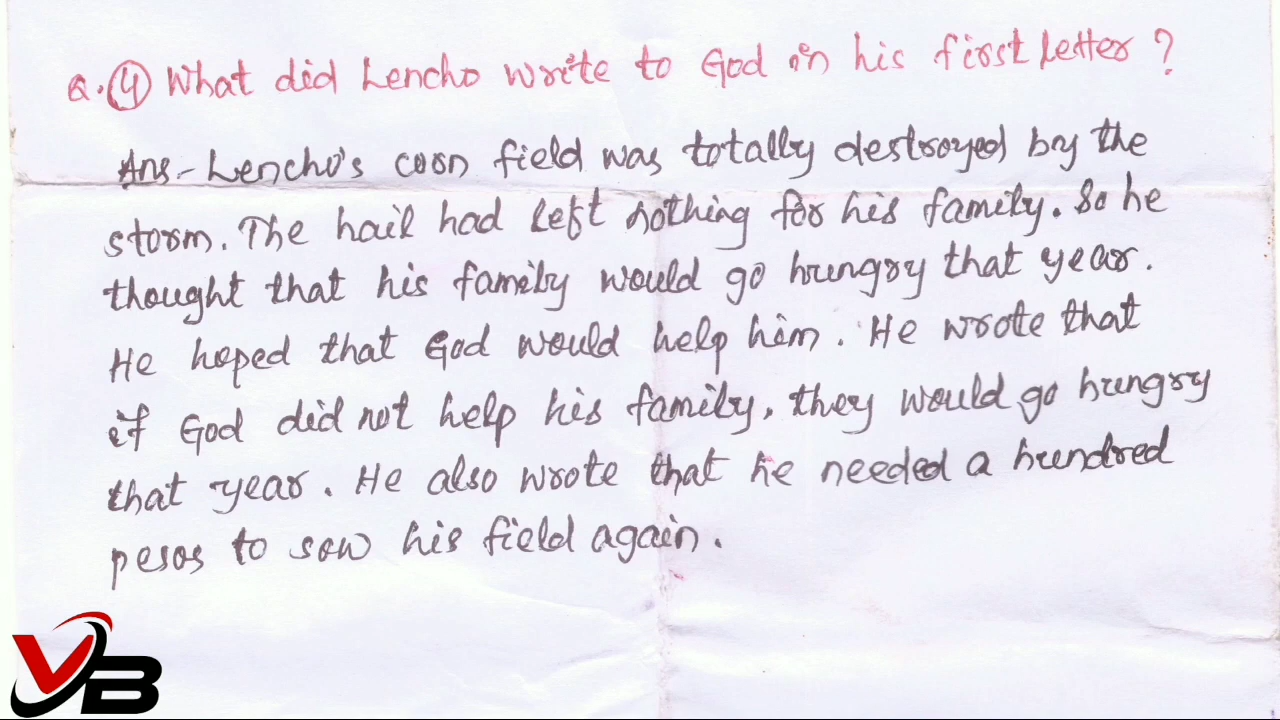 Q. 4 What did Lencho write to God in his first Letter ?
Ans - Lencho's corn field was totally destroyed by the
storm. The hail had left nothing for his family. So he
thought that his family would go hungry that year.
He hoped that God would help him. He wrote that
if God did not help his family, they would go hungry
that year. He also wrote that he needed a hundred
pesos to sow his field again.
VB